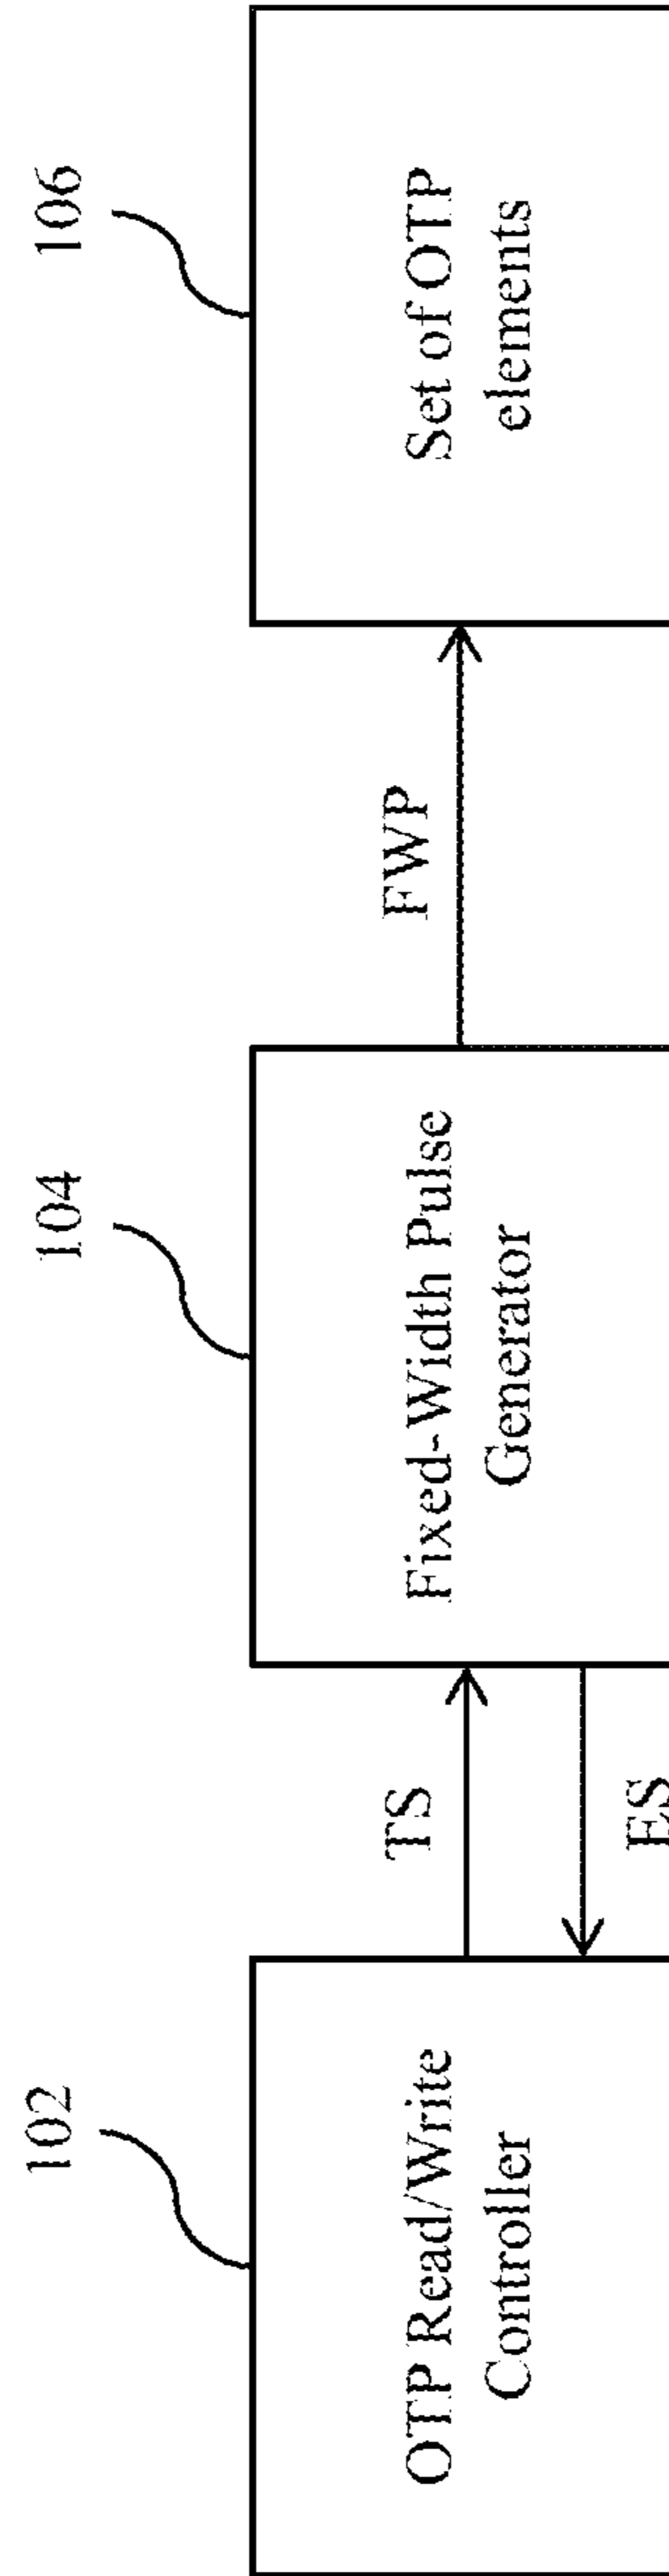 102
OTP Read/Write
Controller
TS
ES
104
Fixed-Width Pulse
Generator
FWP
106
Set of OTP
elements